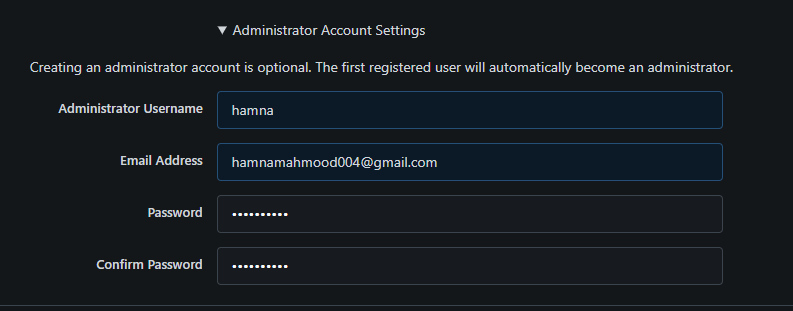 ▼ Administrator Account Settings
Creating an administrator account is optional. The first registered user will automatically become an administrator.
Administrator Username hamna
Email Address hamnamahmood004@gmail.com
Password ••••••••••
Confirm Password ••••••••••